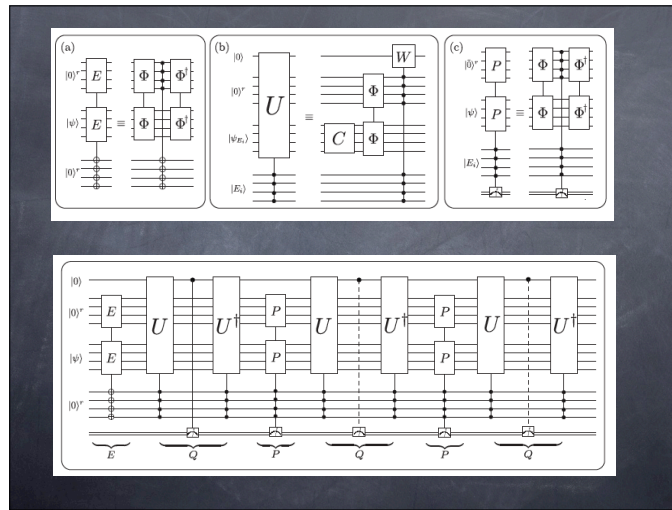 (a)
|0⟩ʳ E Φ Φ†
|ψ⟩ E ≡ Φ Φ†
|0⟩ʳ
(b)
|0⟩ W
|0⟩ʳ U ≡ Φ
|ψ_{E_i}⟩ C Φ
|E_i⟩
(c)
|0̃⟩ʳ P Φ Φ†
|ψ⟩ P ≡ Φ Φ†
|E_i⟩
|0⟩
|0⟩ʳ E U U† P U U† P U U†
|ψ⟩ E P P
|0⟩ʳ
E Q P Q P Q